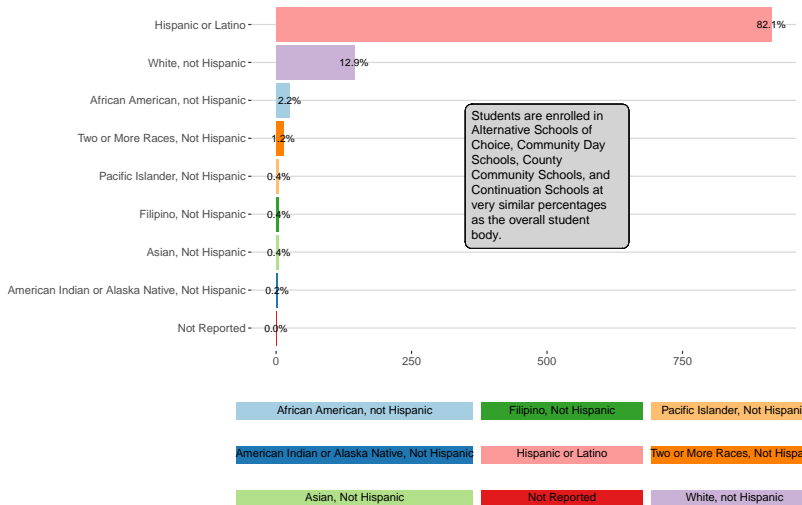 Hispanic or Latino
82.1%
White, not Hispanic
12.9%
African American, not Hispanic
2.2%
Two or More Races, Not Hispanic
1.2%
Pacific Islander, Not Hispanic
0.4%
Filipino, Not Hispanic
0.4%
Asian, Not Hispanic
0.4%
American Indian or Alaska Native, Not Hispanic
0.2%
Not Reported
0.0%
Students are enrolled in
Alternative Schools of
Choice, Community Day
Schools, County
Community Schools, and
Continuation Schools at
very similar percentages
as the overall student
body.
0 250 500 750
African American, not Hispanic Filipino, Not Hispanic Pacific Islander, Not Hispani
American Indian or Alaska Native, Not Hispanic Hispanic or Latino Two or More Races, Not Hispa
Asian, Not Hispanic Not Reported White, not Hispanic